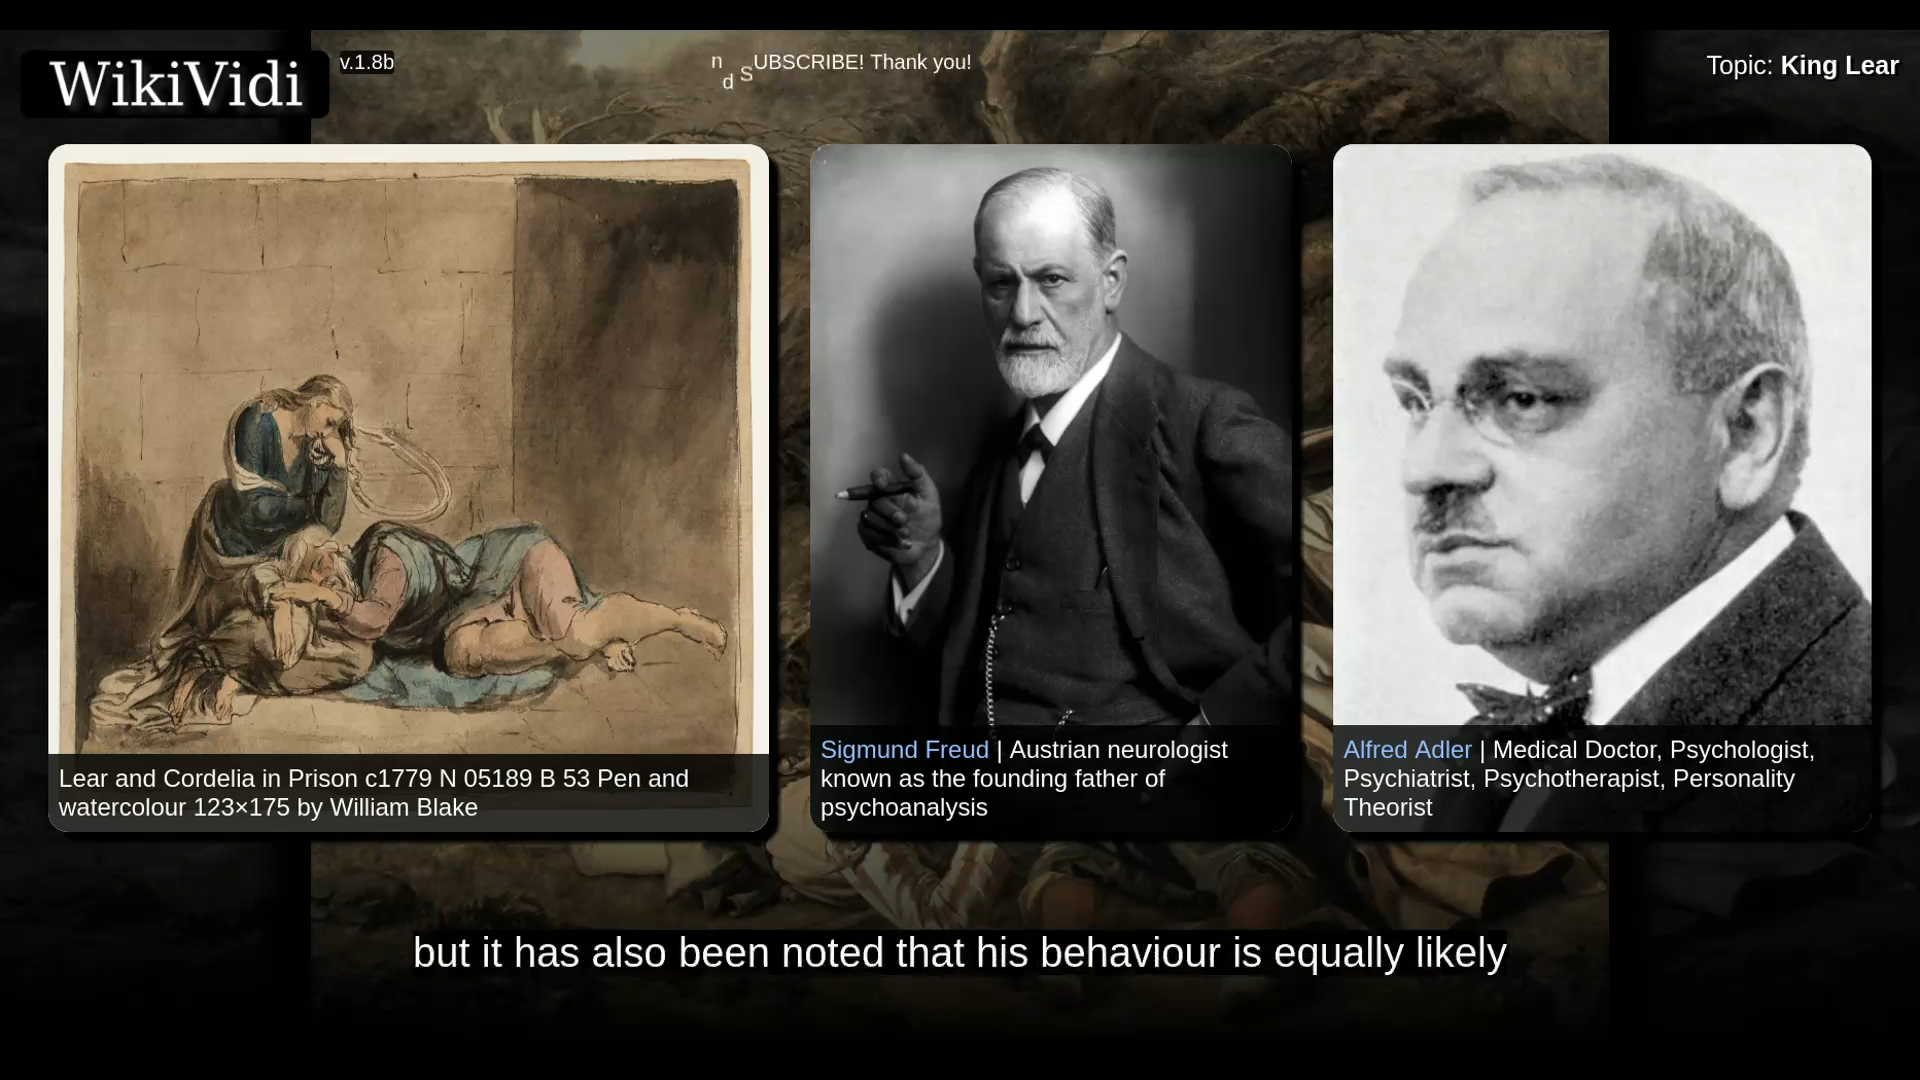 WikiVidi
v.1.8b
n
d SUBSCRIBE! Thank you!
Topic: King Lear
Lear and Cordelia in Prison c1779 N 05189 B 53 Pen and
watercolour 123×175 by William Blake
Sigmund Freud | Austrian neurologist
known as the founding father of
psychoanalysis
Alfred Adler | Medical Doctor, Psychologist,
Psychiatrist, Psychotherapist, Personality
Theorist
but it has also been noted that his behaviour is equally likely